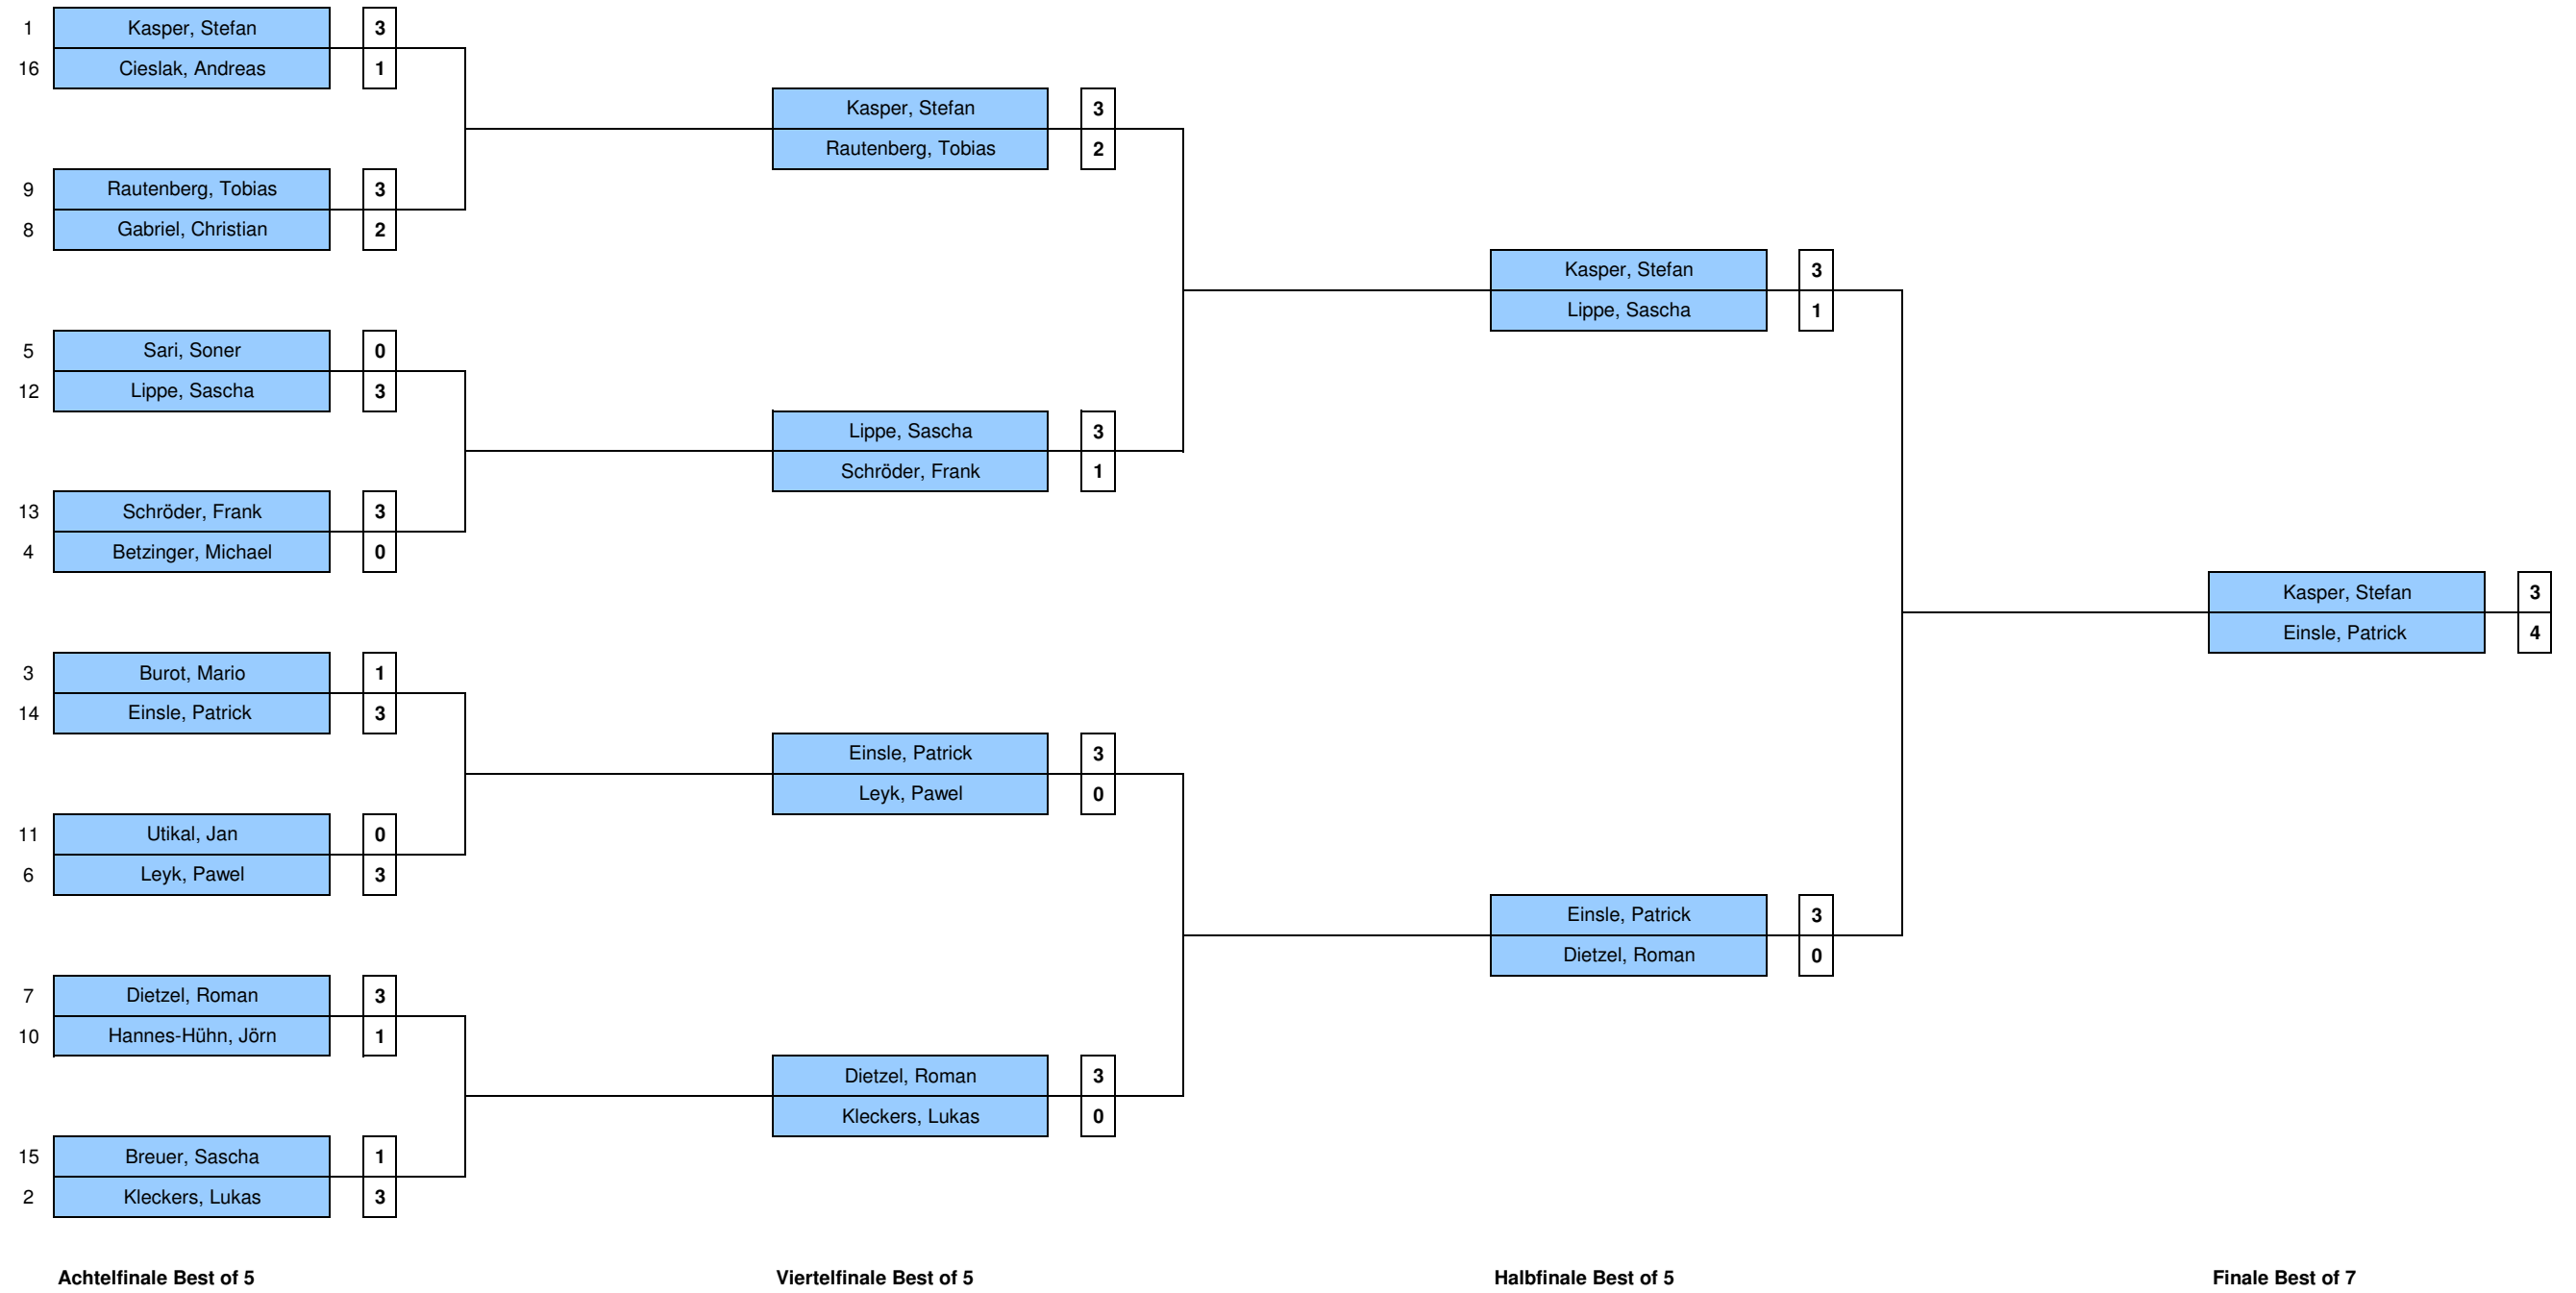 1 Kasper, Stefan 3
16 Cieslak, Andreas 1
9 Rautenberg, Tobias 3
8 Gabriel, Christian 2
5 Sari, Soner 0
12 Lippe, Sascha 3
13 Schröder, Frank 3
4 Betzinger, Michael 0
3 Burot, Mario 1
14 Einsle, Patrick 3
11 Utikal, Jan 0
6 Leyk, Pawel 3
7 Dietzel, Roman 3
10 Hannes-Hühn, Jörn 1
15 Breuer, Sascha 1
2 Kleckers, Lukas 3
Achtelfinale Best of 5
Kasper, Stefan 3
Rautenberg, Tobias 2
Lippe, Sascha 3
Schröder, Frank 1
Einsle, Patrick 3
Leyk, Pawel 0
Dietzel, Roman 3
Kleckers, Lukas 0
Viertelfinale Best of 5
Kasper, Stefan 3
Lippe, Sascha 1
Einsle, Patrick 3
Dietzel, Roman 0
Halbfinale Best of 5
Kasper, Stefan 3
Einsle, Patrick 4
Finale Best of 7